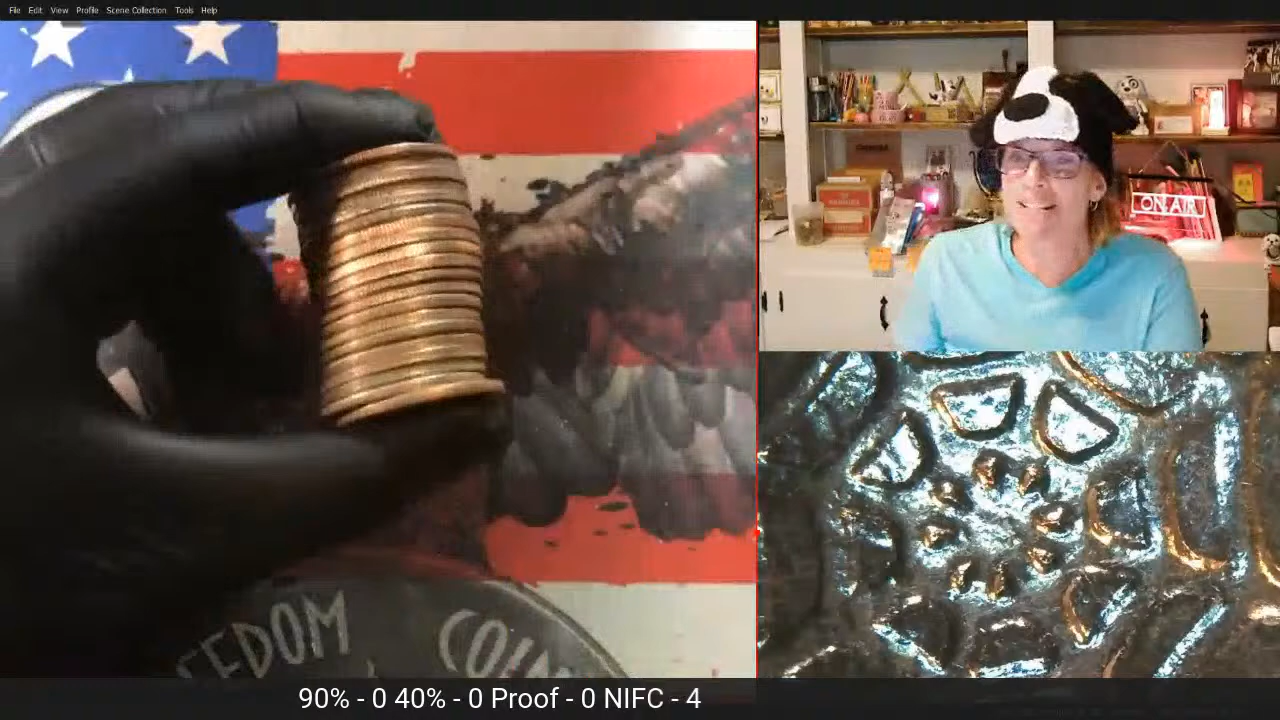 File Edit View Profile Scene Collection Tools Help
ON AIR
FREEDOM COIN
90% - 0 40% - 0 Proof - 0 NIFC - 4